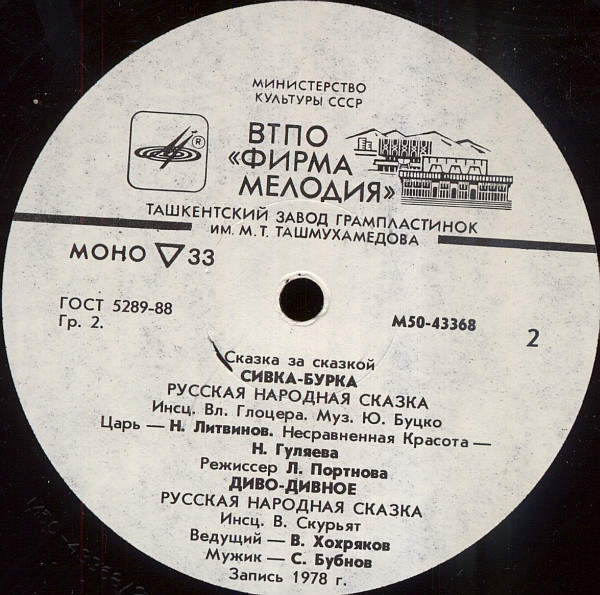 МИНИСТЕРСТВО
КУЛЬТУРЫ СССР
®
ВТПО
«ФИРМА
МЕЛОДИЯ»
ТАШКЕНТСКИЙ ЗАВОД ГРАМПЛАСТИНОК
ИМ. М. Т. ТАШМУХАМЕДОВА
МОНО 33
ГОСТ 5289-88
Гр. 2.
М50-43368
2
Сказка за сказкой
СИВКА-БУРКА
РУССКАЯ НАРОДНАЯ СКАЗКА
Инсц. Вл. Глоцера. Муз. Ю. Буцко
Царь — Н. Литвинов. Несравненная Красота —
Н. Гуляева
Режиссер Л. Портнова
ДИВО-ДИВНОЕ
РУССКАЯ НАРОДНАЯ СКАЗКА
Инсц. В. Скурьят
Ведущий — В. Хохряков
Мужик — С. Бубнов
Запись 1978 г.